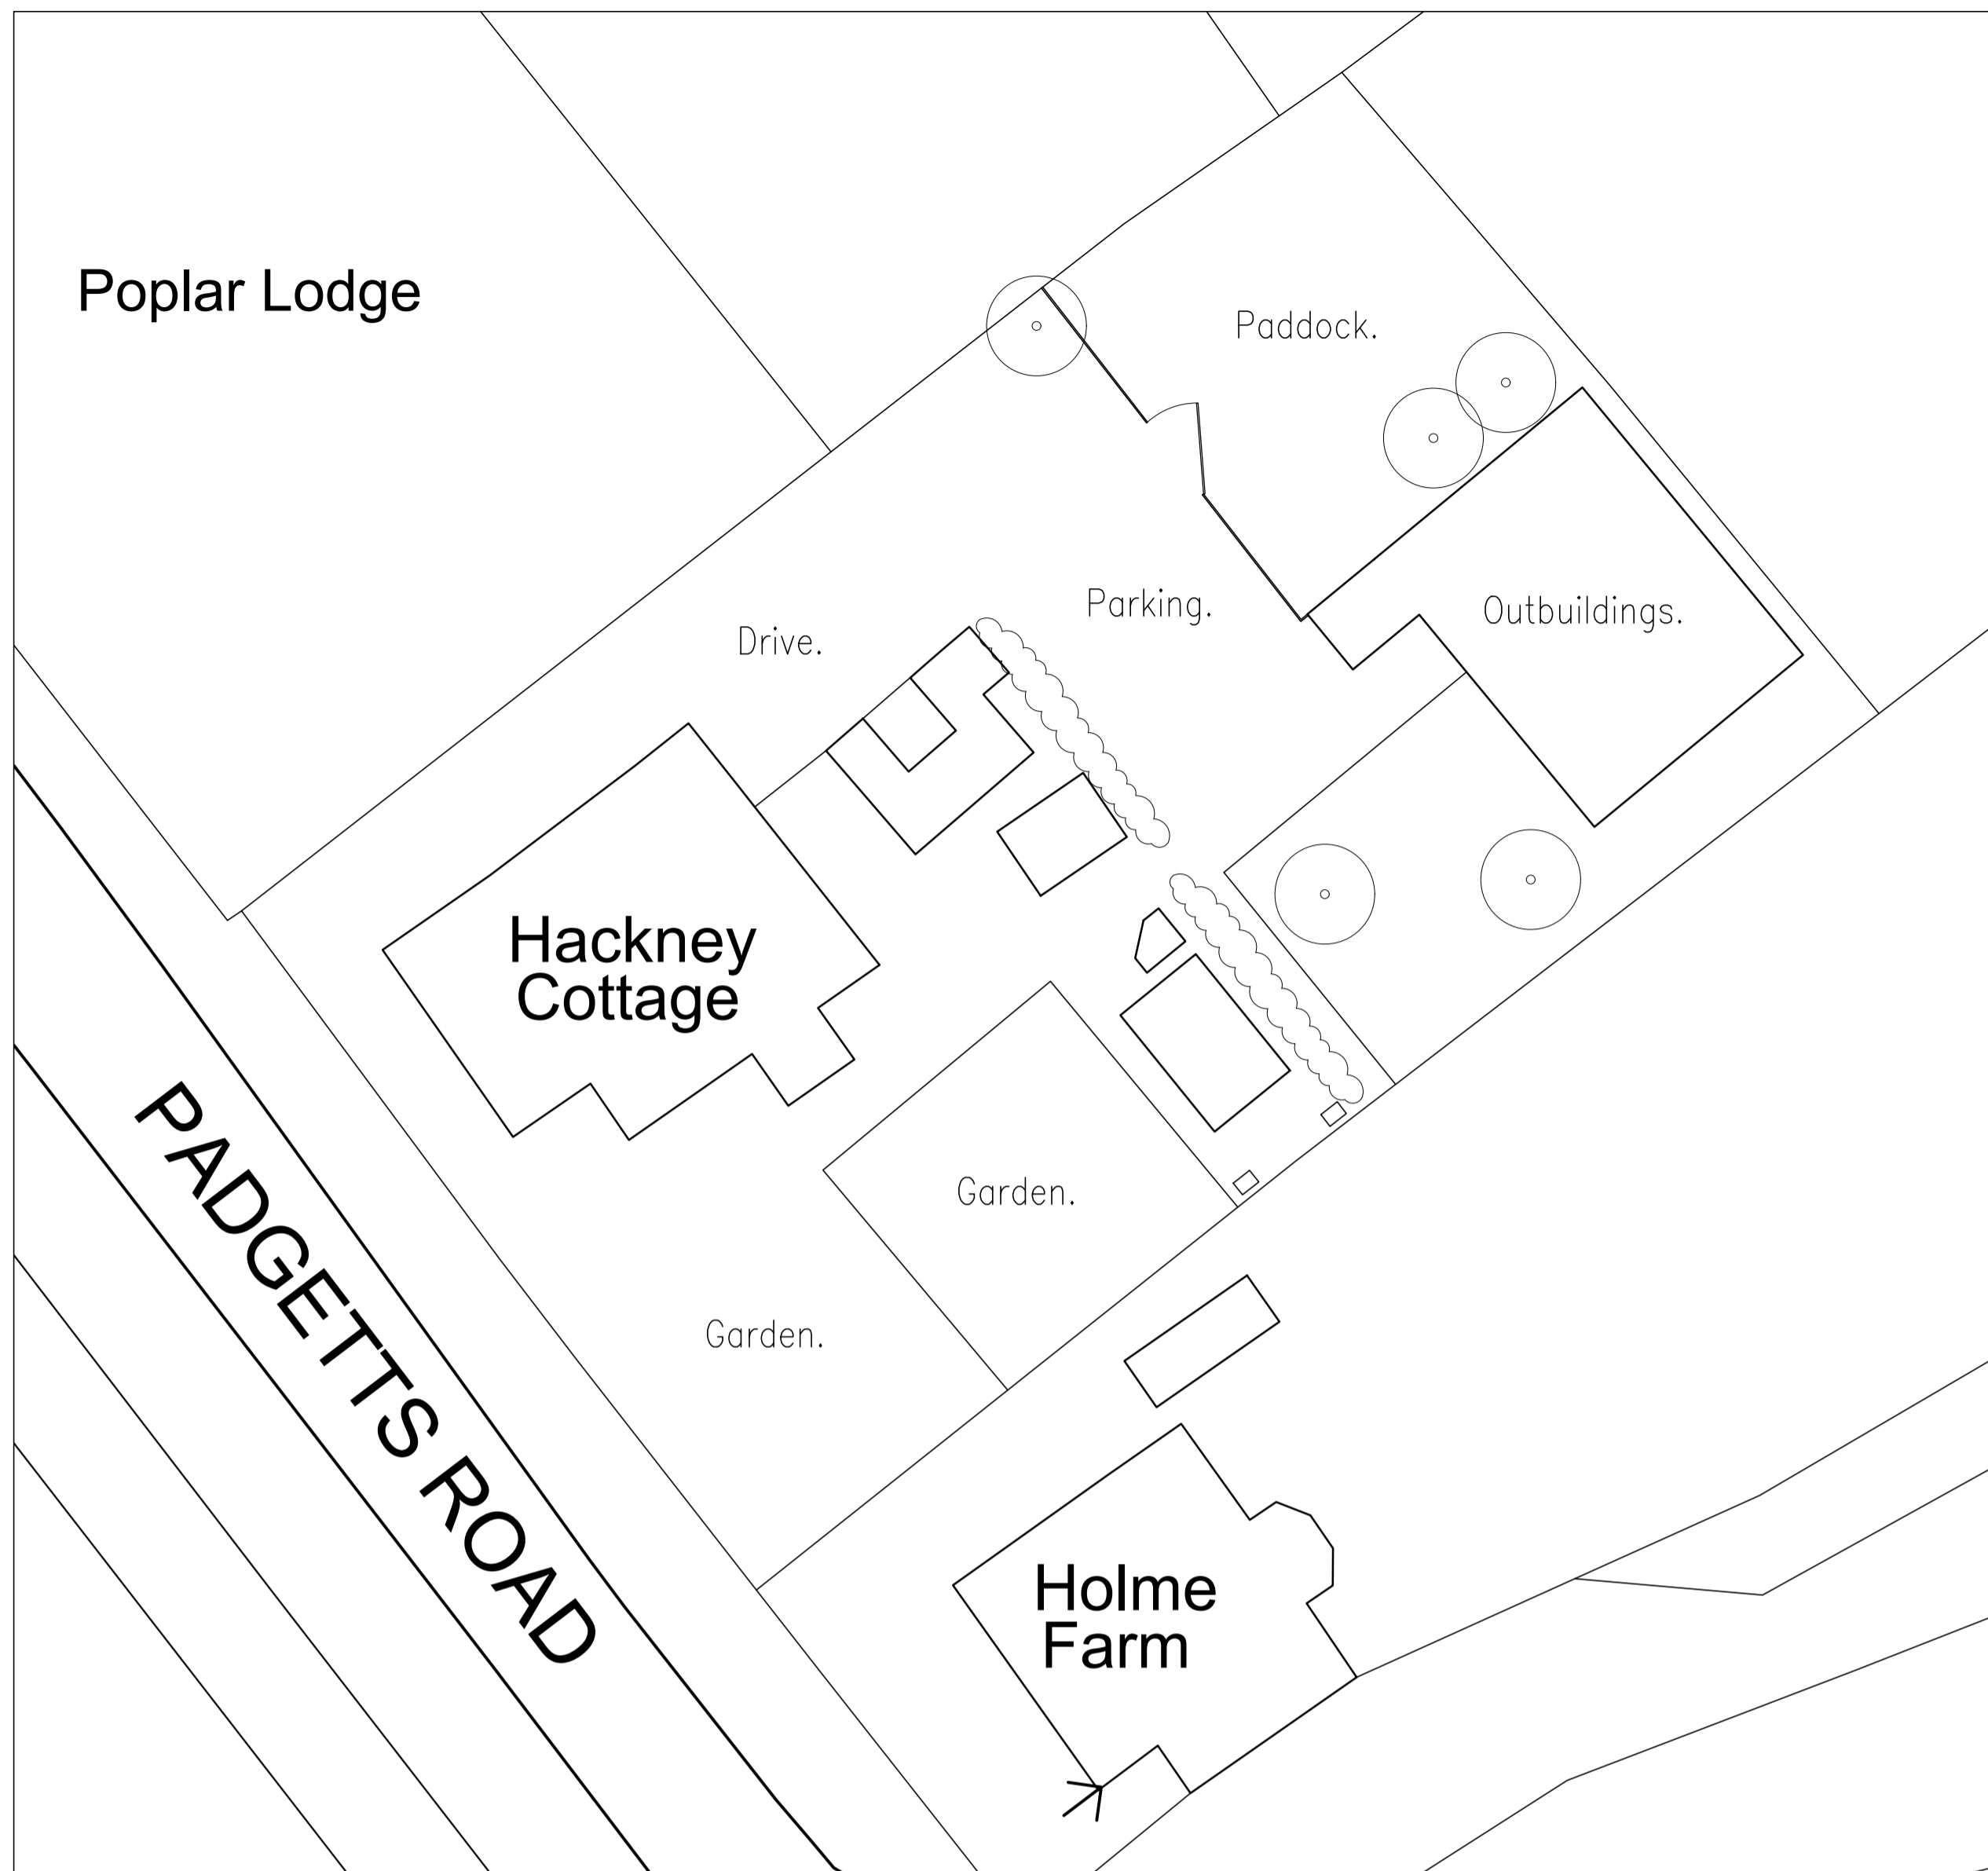 Poplar Lodge
Paddock.
Parking.
Outbuildings.
Drive.
Hackney
Cottage
PADGETTS ROAD
Garden.
Garden.
Holme
Farm